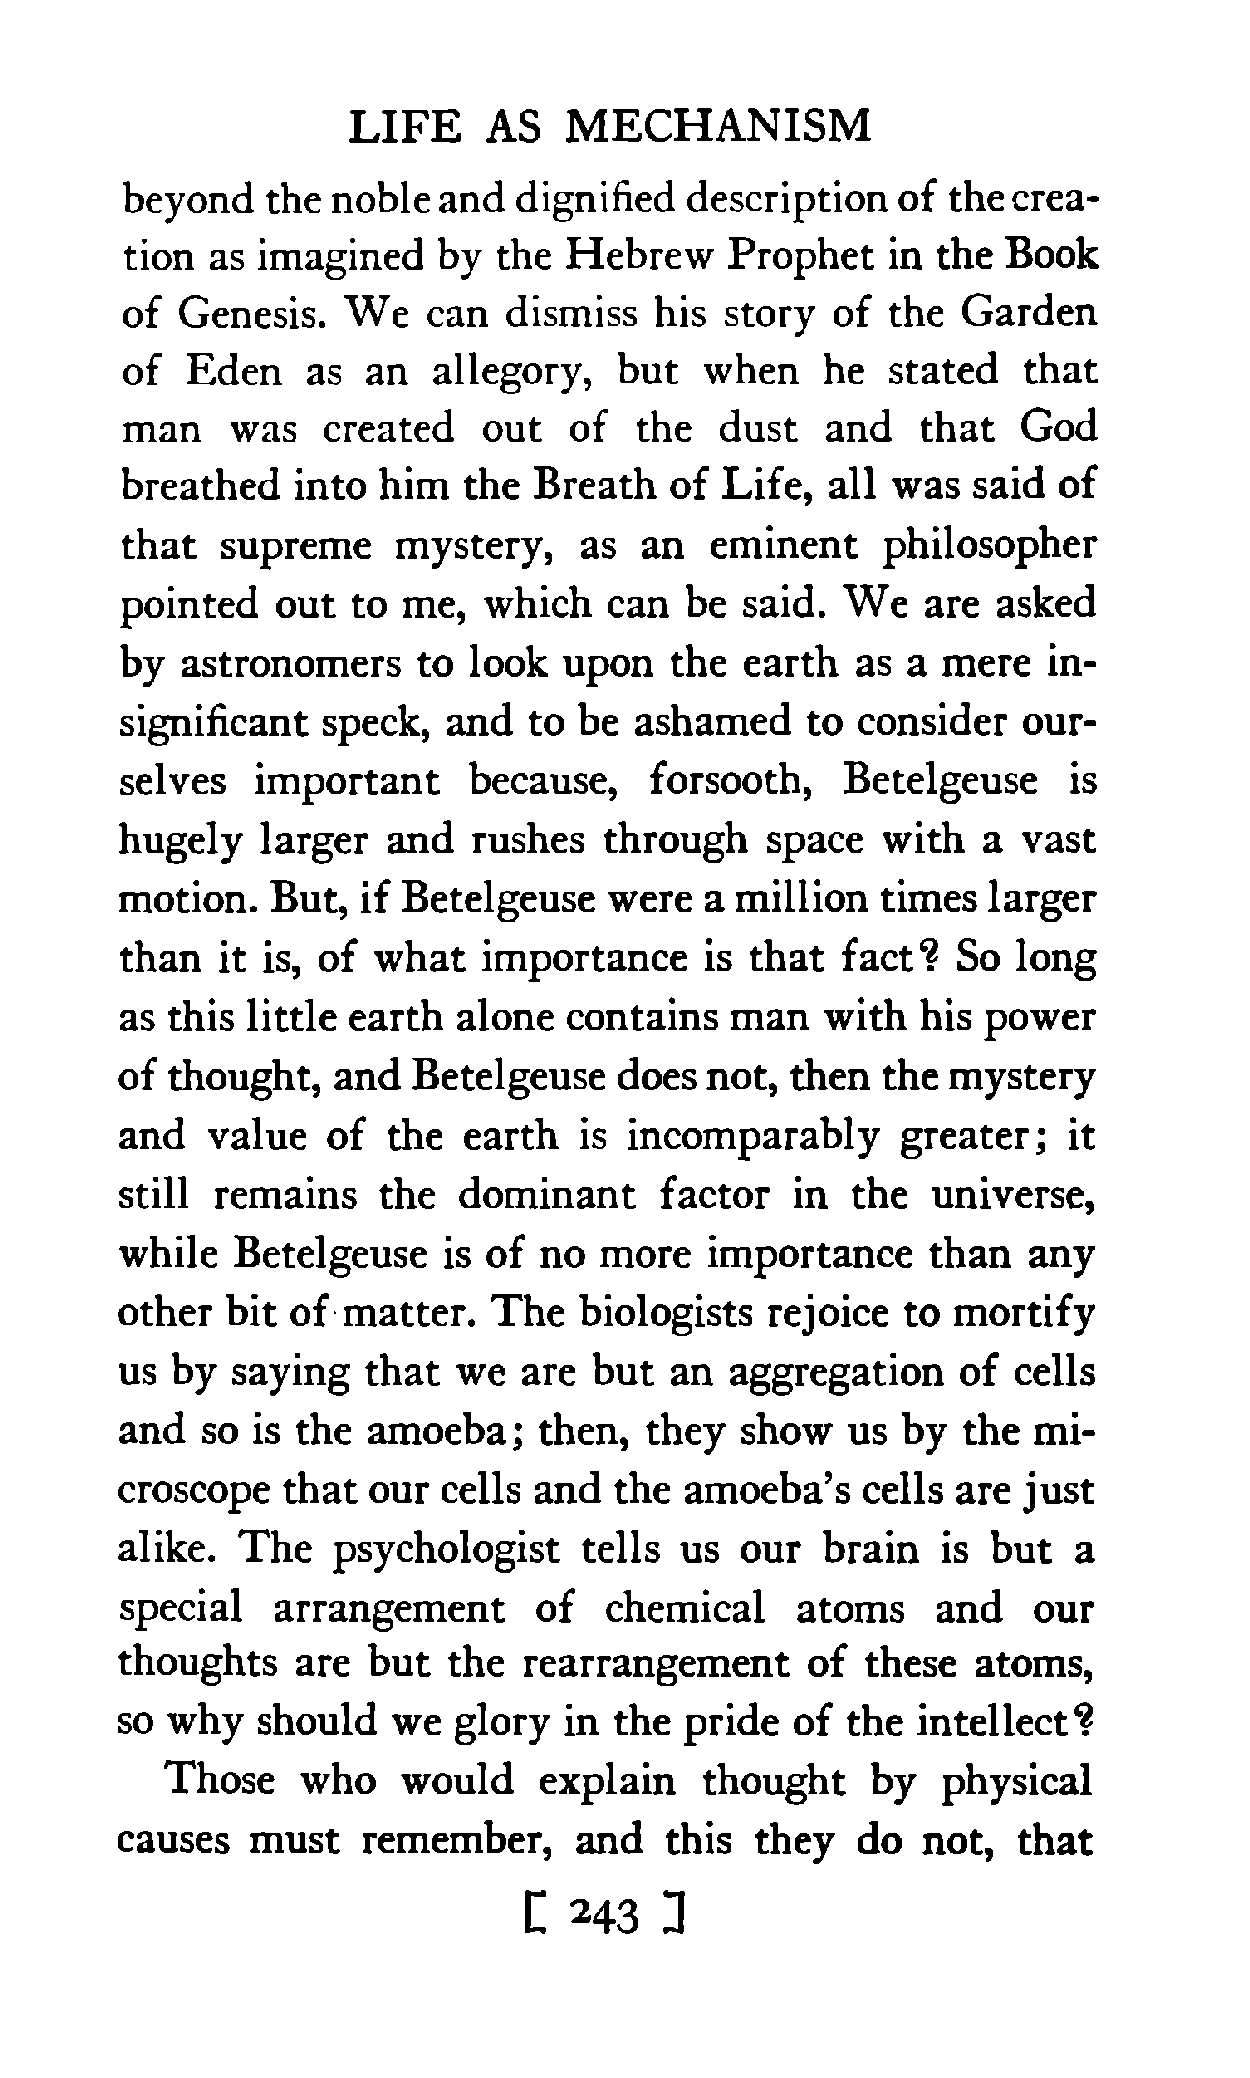 LIFE AS MECHANISM
beyond the noble and dignified description of the crea-
tion as imagined by the Hebrew Prophet in the Book
of Genesis. We can dismiss his story of the Garden
of Eden as an allegory, but when he stated that
man was created out of the dust and that God
breathed into him the Breath of Life, all was said of
that supreme mystery, as an eminent philosopher
pointed out to me, which can be said. We are asked
by astronomers to look upon the earth as a mere in-
significant speck, and to be ashamed to consider our-
selves important because, forsooth, Betelgeuse is
hugely larger and rushes through space with a vast
motion. But, if Betelgeuse were a million times larger
than it is, of what importance is that fact? So long
as this little earth alone contains man with his power
of thought, and Betelgeuse does not, then the mystery
and value of the earth is incomparably greater; it
still remains the dominant factor in the universe,
while Betelgeuse is of no more importance than any
other bit of matter. The biologists rejoice to mortify
us by saying that we are but an aggregation of cells
and so is the amoeba; then, they show us by the mi-
croscope that our cells and the amoeba's cells are just
alike. The psychologist tells us our brain is but a
special arrangement of chemical atoms and our
thoughts are but the rearrangement of these atoms,
so why should we glory in the pride of the intellect?
Those who would explain thought by physical
causes must remember, and this they do not, that
[ 243 ]